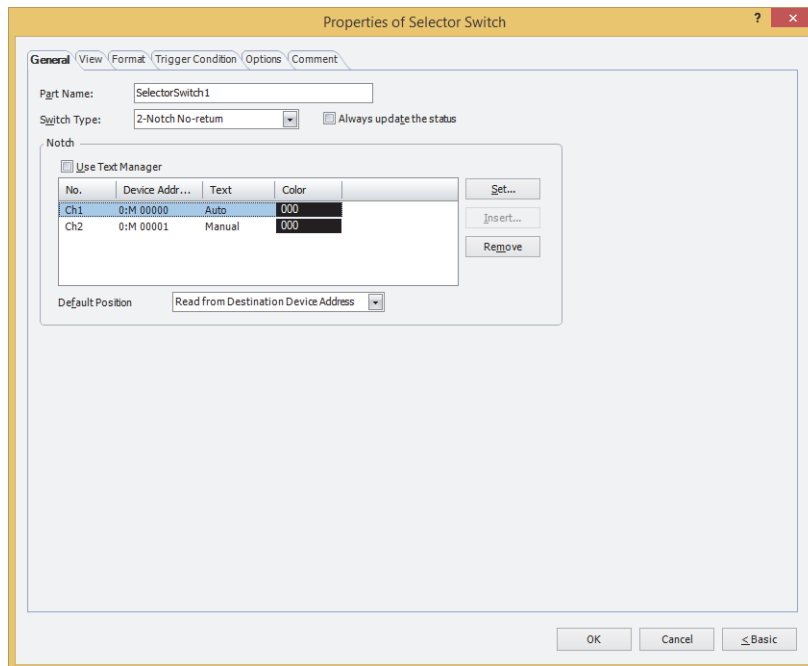 Properties of Selector Switch
?
×
General View Format Trigger Condition Options Comment
Part Name: SelectorSwitch1
Switch Type: 2-Notch No-return Always update the status
Notch
Use Text Manager
No. Device Addr... Text Color
Set...
Ch1 0:M 00000 Auto 000
Ch2 0:M 00001 Manual 000
Insert...
Remove
Default Position Read from Destination Device Address
OK Cancel < Basic